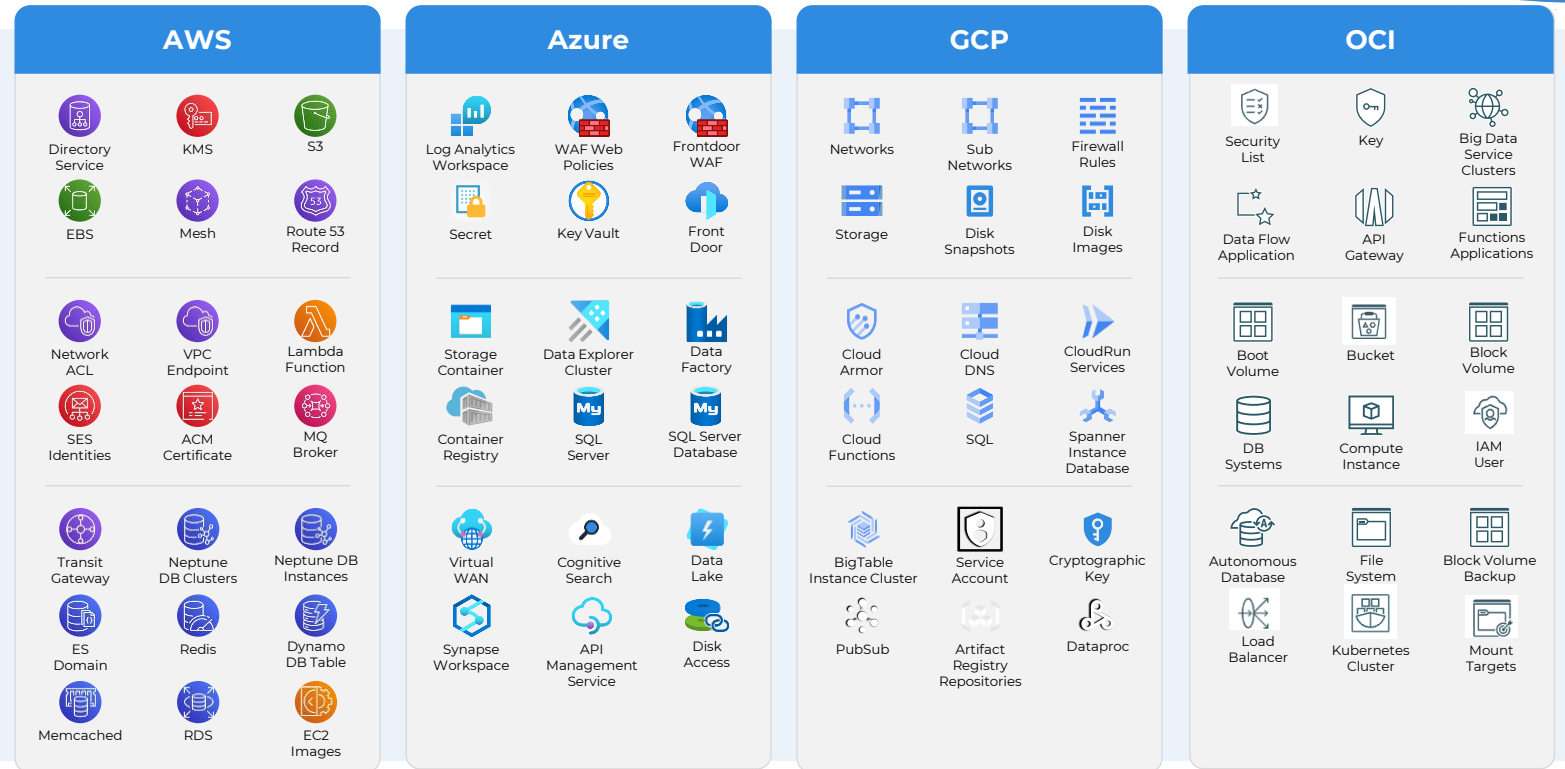 AWS
Directory
Service
KMS
S3
EBS
Mesh
53
Route 53
Record
Network
ACL
VPC
Endpoint
Lambda
Function
SES
Identities
ACM
Certificate
MQ
Broker
Transit
Gateway
Neptune
DB Clusters
Neptune DB
Instances
ES
Domain
Redis
Dynamo
DB Table
Memcached
RDS
EC2
Images
Azure
Log Analytics
Workspace
WAF Web
Policies
Frontdoor
WAF
Secret
Key Vault
Front
Door
Storage
Container
Data Explorer
Cluster
Data
Factory
Container
Registry
My
SQL
Server
My
SQL Server
Database
Virtual
WAN
Cognitive
Search
Data
Lake
Synapse
Workspace
API
Management
Service
Disk
Access
GCP
Networks
Sub
Networks
Firewall
Rules
Storage
Disk
Snapshots
Disk
Images
Cloud
Armor
Cloud
DNS
CloudRun
Services
Cloud
Functions
SQL
Spanner
Instance
Database
BigTable
Instance Cluster
Service
Account
Cryptographic
Key
PubSub
Artifact
Registry
Repositories
Dataproc
OCI
Security
List
Key
Big Data
Service
Clusters
Data Flow
Application
API
Gateway
Functions
Applications
Boot
Volume
Bucket
Block
Volume
DB
Systems
Compute
Instance
IAM
User
A
Autonomous
Database
File
System
Block Volume
Backup
Load
Balancer
Kubernetes
Cluster
Mount
Targets